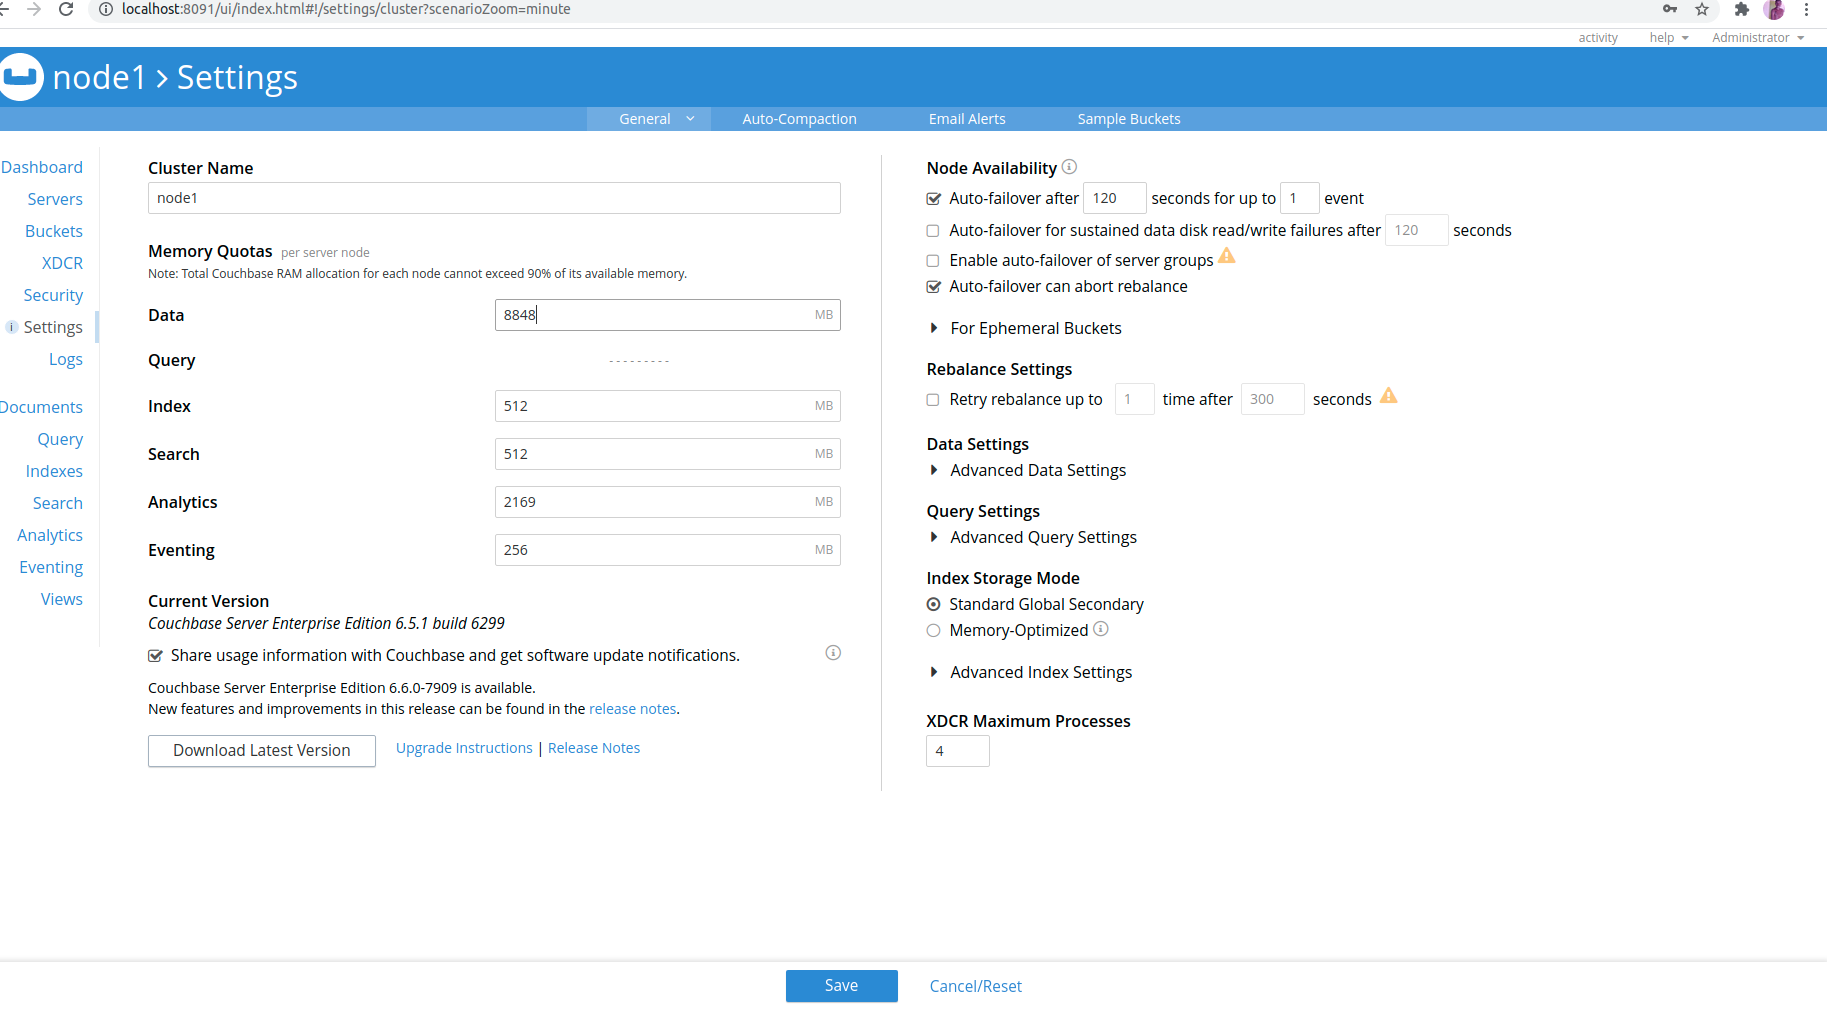 localhost:8091/ui/index.html#!/settings/cluster?scenarioZoom=minute
activity help Administrator
node1 > Settings
General Auto-Compaction Email Alerts Sample Buckets
Dashboard
Servers
Buckets
XDCR
Security
Settings
Logs
Documents
Query
Indexes
Search
Analytics
Eventing
Views
Cluster Name
node1
Memory Quotas per server node
Note: Total Couchbase RAM allocation for each node cannot exceed 90% of its available memory.
Data 8848 MB
Query ---------
Index 512 MB
Search 512 MB
Analytics 2169 MB
Eventing 256 MB
Current Version
Couchbase Server Enterprise Edition 6.5.1 build 6299
Share usage information with Couchbase and get software update notifications.
Couchbase Server Enterprise Edition 6.6.0-7909 is available.
New features and improvements in this release can be found in the release notes.
Download Latest Version Upgrade Instructions | Release Notes
Node Availability
Auto-failover after 120 seconds for up to 1 event
Auto-failover for sustained data disk read/write failures after 120 seconds
Enable auto-failover of server groups
Auto-failover can abort rebalance
For Ephemeral Buckets
Rebalance Settings
Retry rebalance up to 1 time after 300 seconds
Data Settings
Advanced Data Settings
Query Settings
Advanced Query Settings
Index Storage Mode
Standard Global Secondary
Memory-Optimized
Advanced Index Settings
XDCR Maximum Processes
4
Save Cancel/Reset